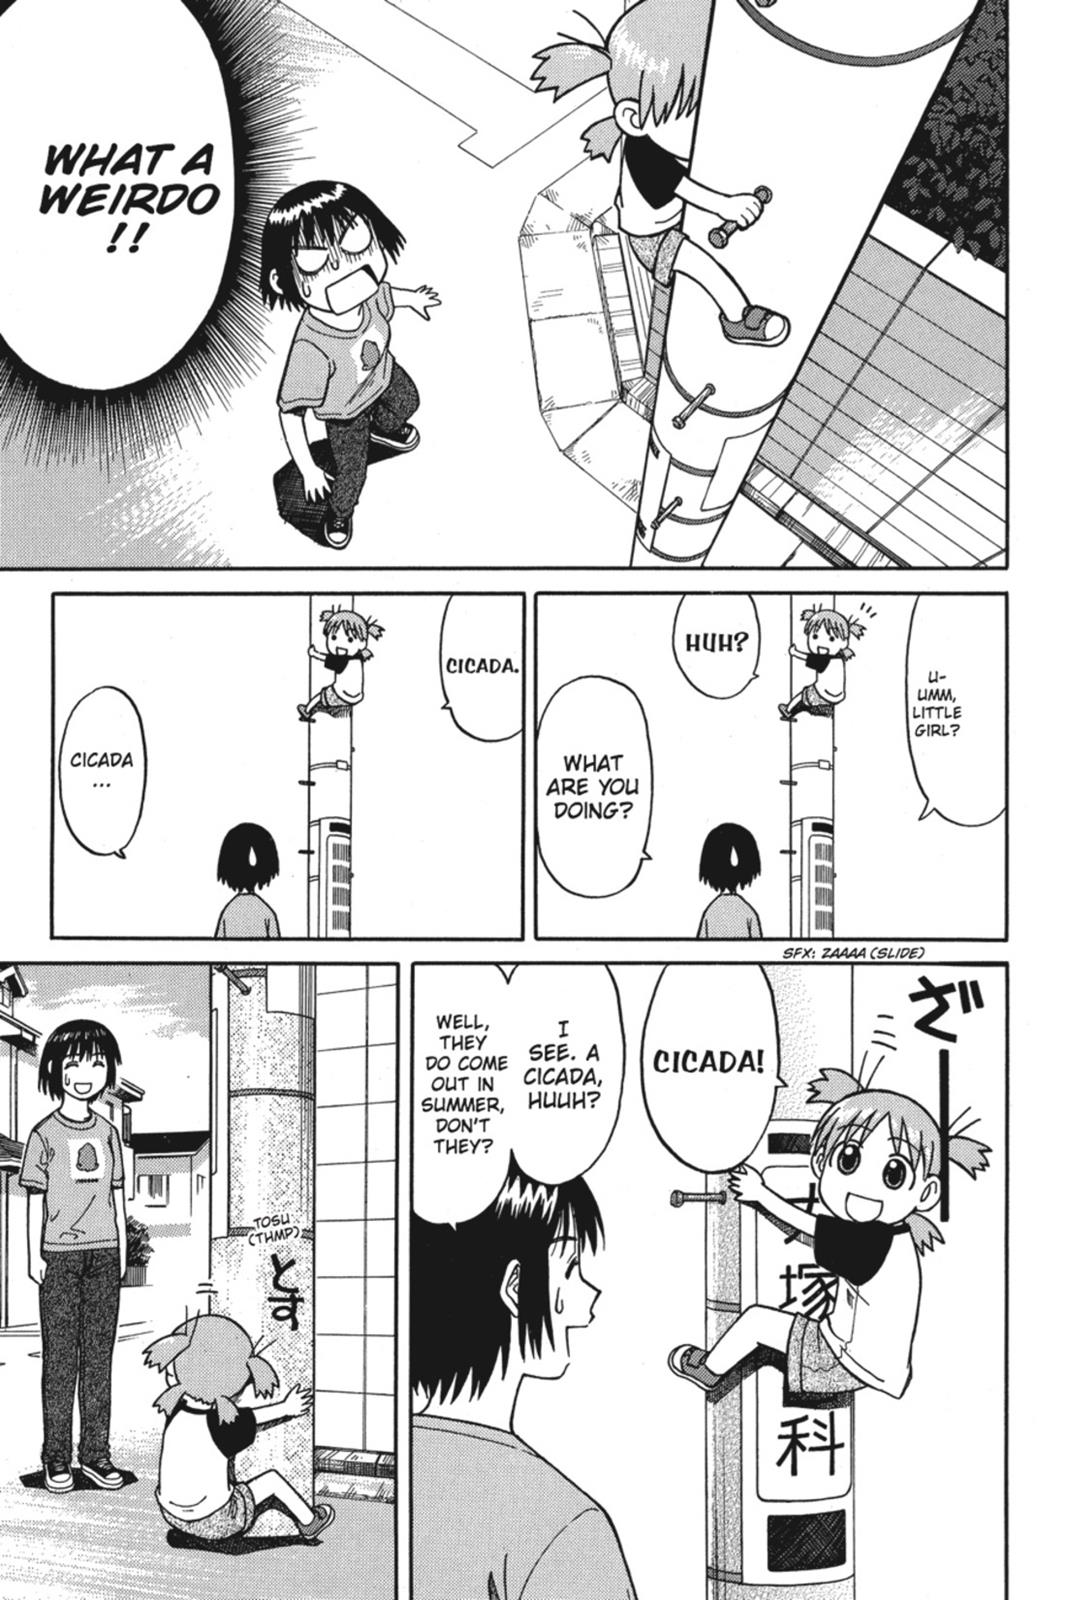 WHAT A
WEIRDO
!!
U-
UMM,
LITTLE
GIRL?
HUH?
WHAT
ARE YOU
DOING?
CICADA.
CICADA
...
SFX: ZAAAA (SLIDE)
ざー
CICADA!
I
SEE. A
CICADA,
HUUH?
WELL,
THEY
DO COME
OUT IN
SUMMER,
DON'T
THEY?
塚
科
TOSU
(THMP)
とす